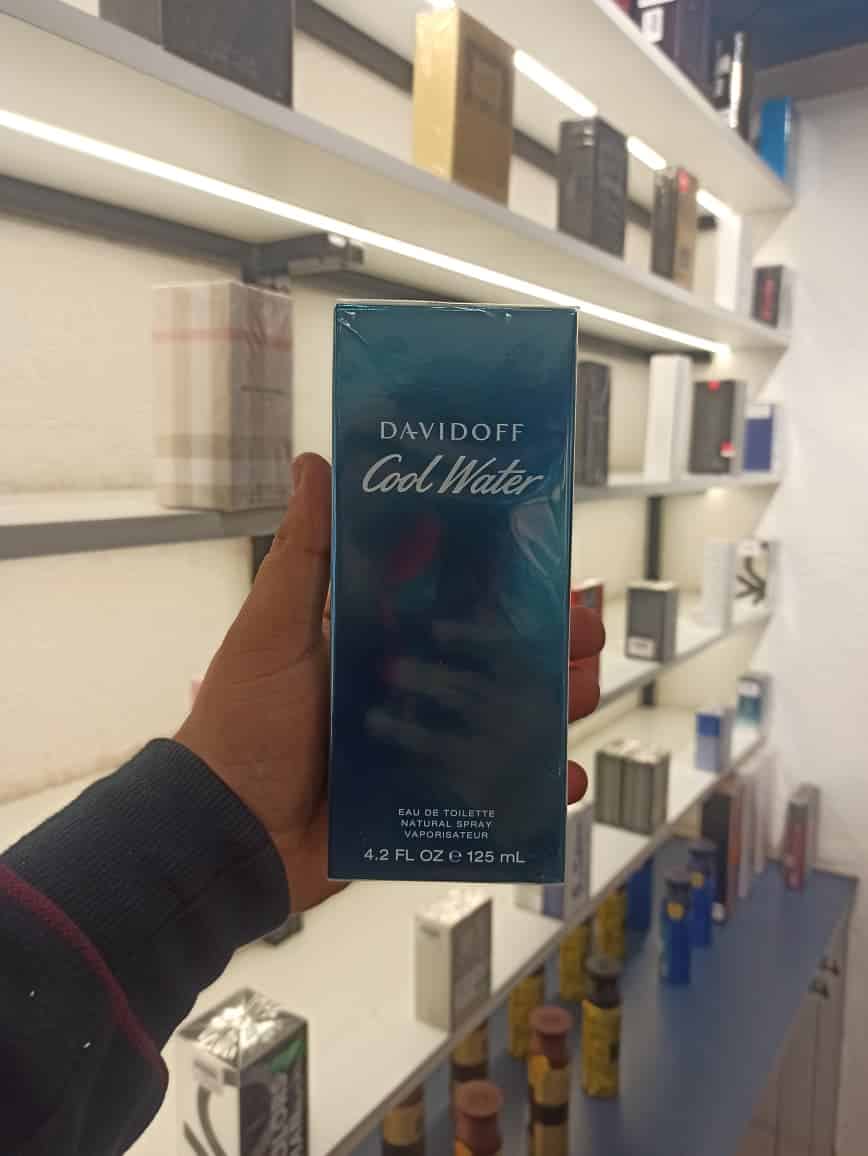 DAVIDOFF
Cool Water
EAU DE TOILETTE
NATURAL SPRAY
VAPORISATEUR
4.2 FL OZ ℮ 125 mL